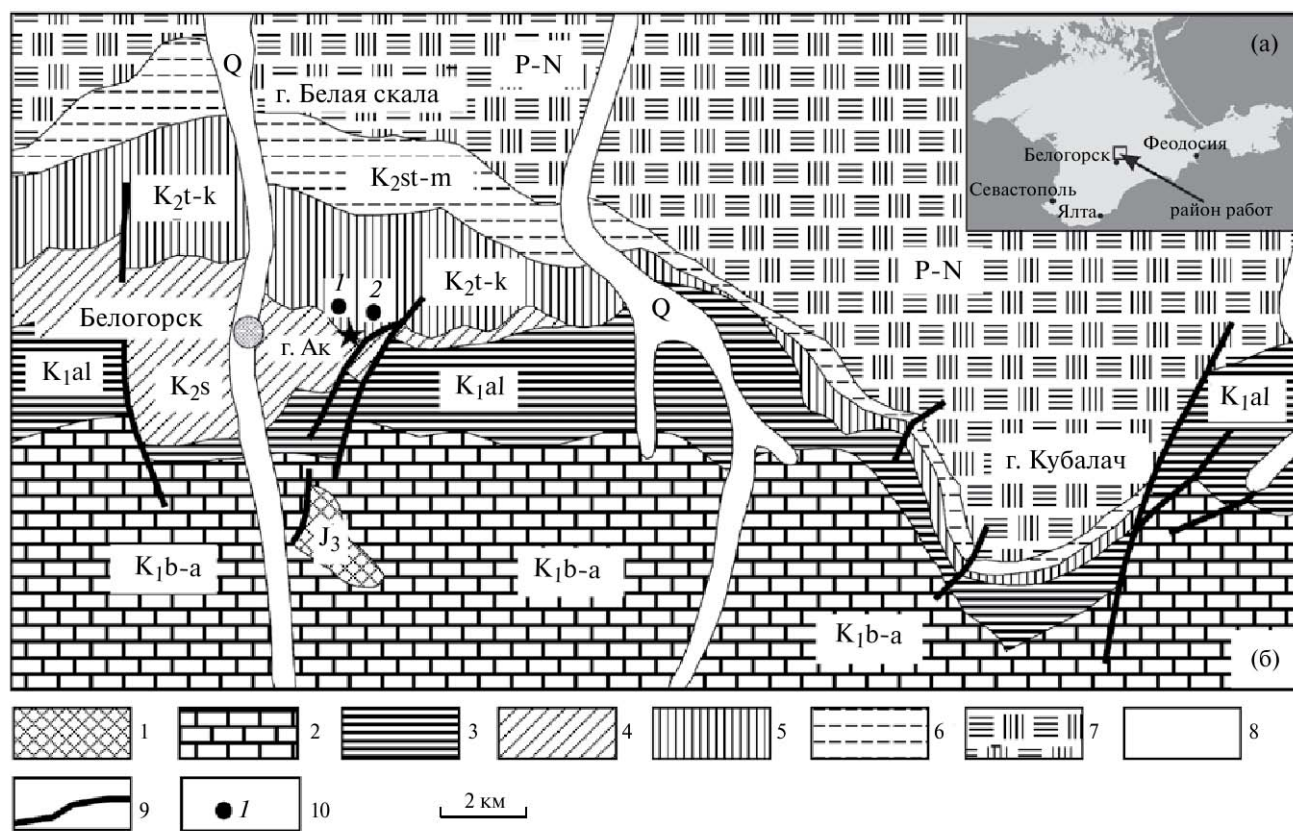 (а)
Белогорск
Феодосия
Севастополь
Ялта
район работ
Q
P-N
г. Белая скала
K₂st-m
K₂t-k
P-N
1
2
K₂t-k
Белогорск
г. Ак
Q
K₁al
K₂s
K₁al
K₁al
г. Кубалач
J₃
K₁b-a
K₁b-a
K₁b-a
(б)
1 2 3 4 5 6 7 8
9 1 10 2 км